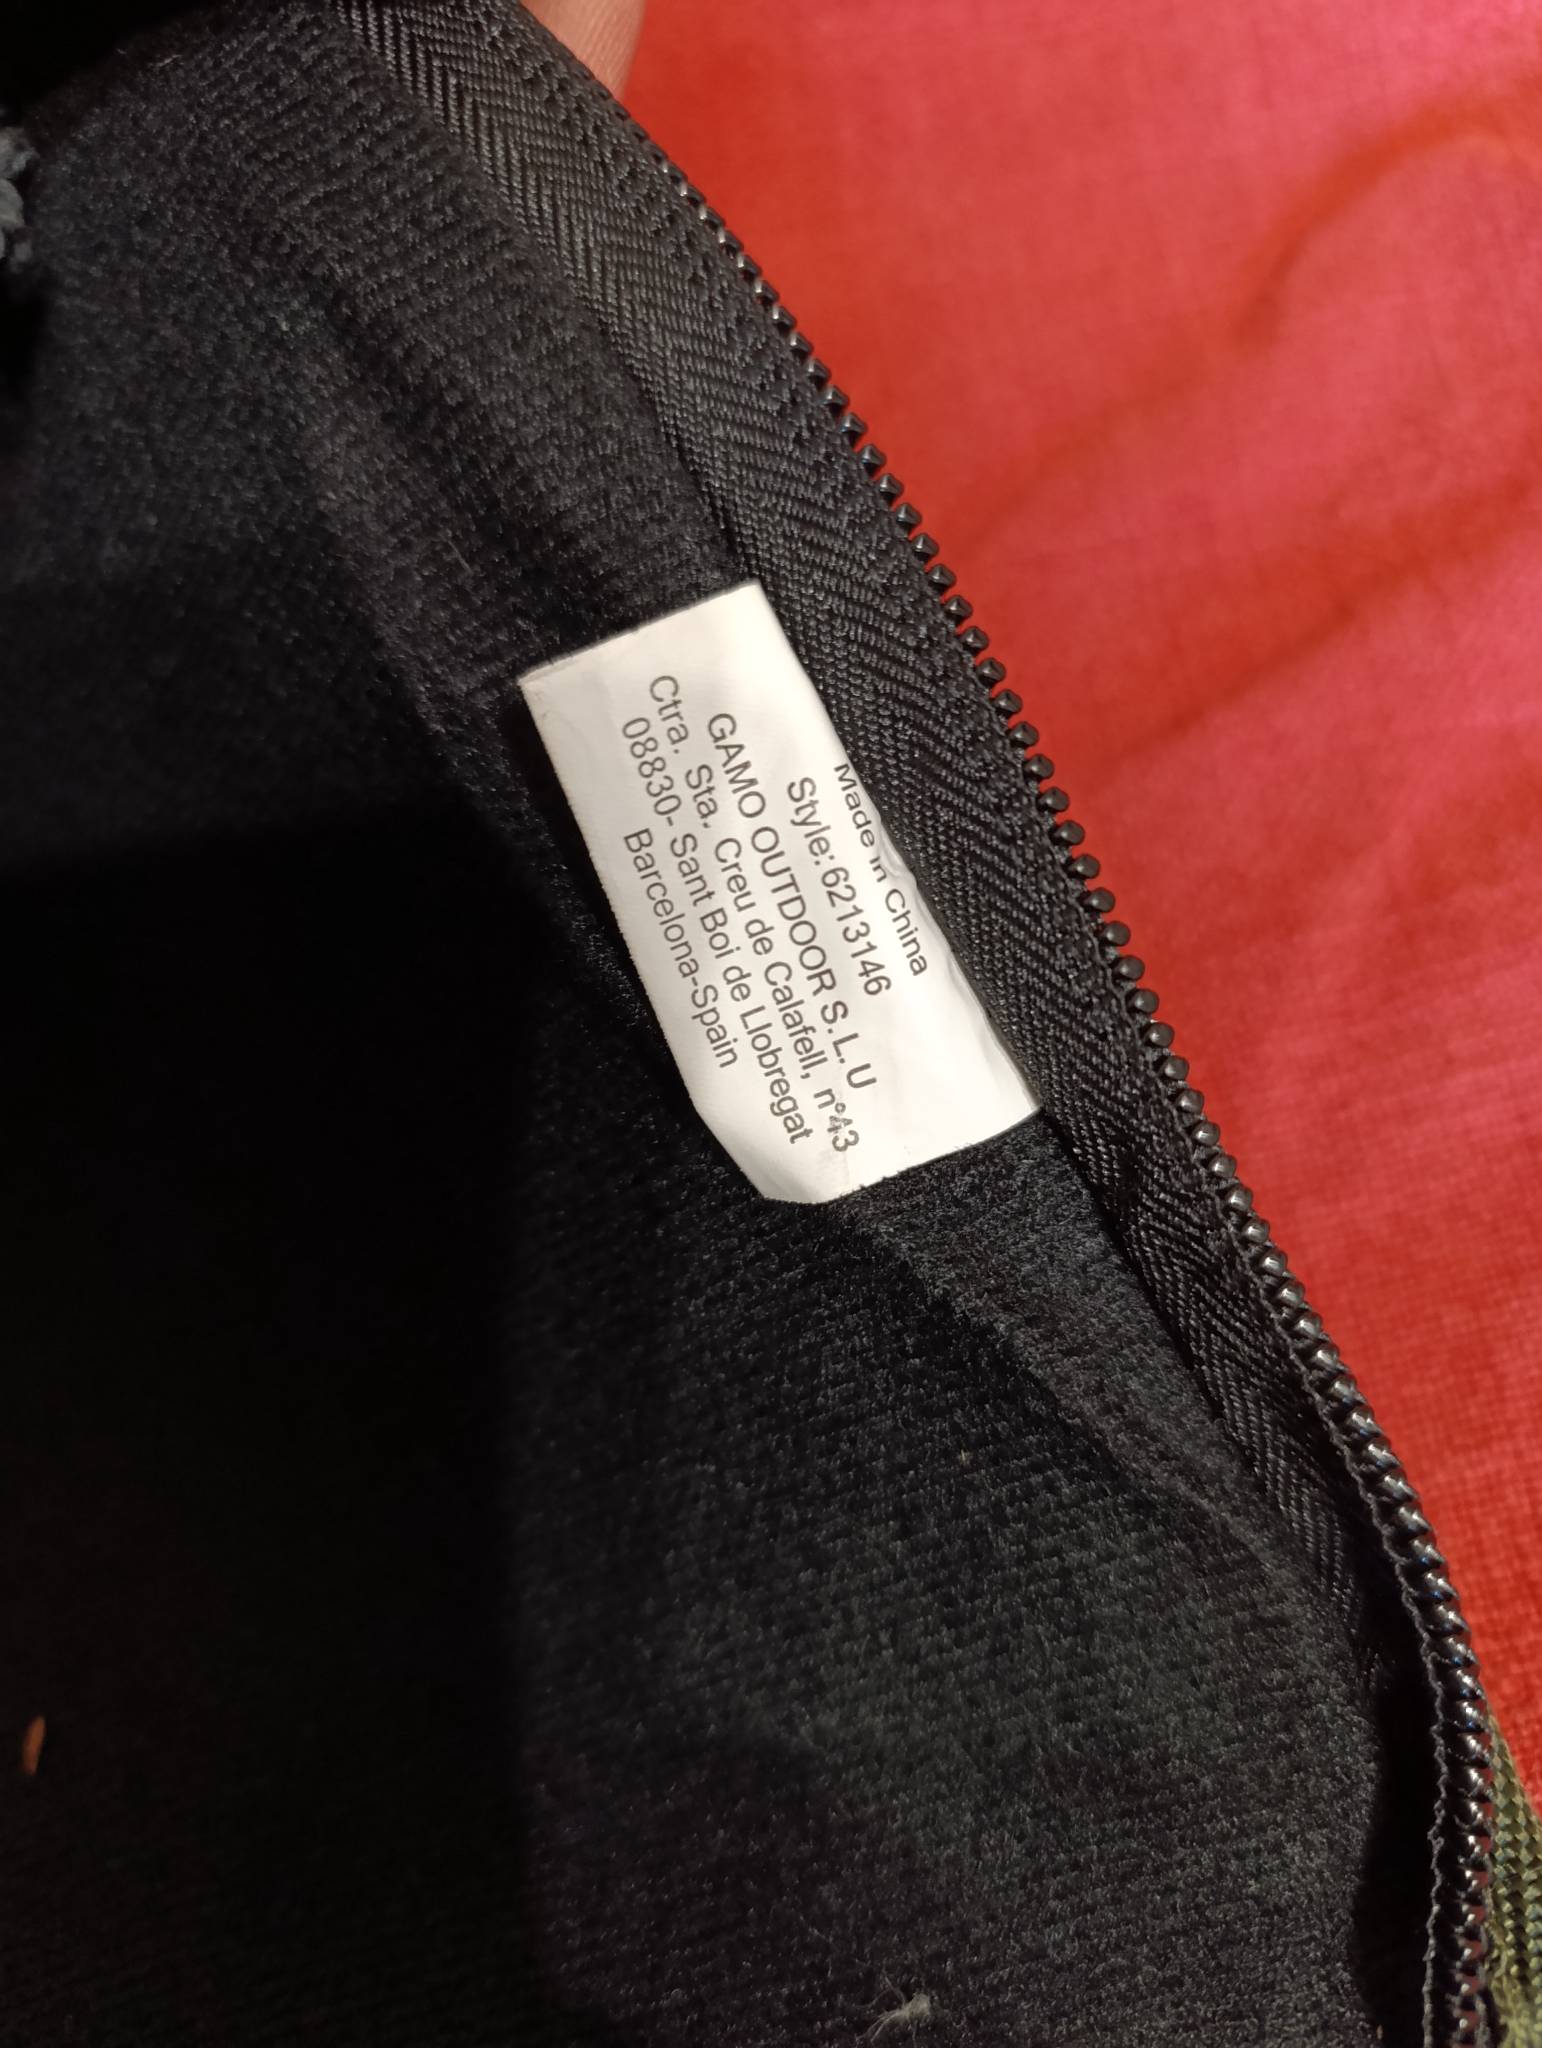 Made in China
Style:6213146
GAMO OUTDOOR S.L.U
Ctra. Sta. Creu de Calafell, n°43
08830- Sant Boi de Llobregat
Barcelona-Spain